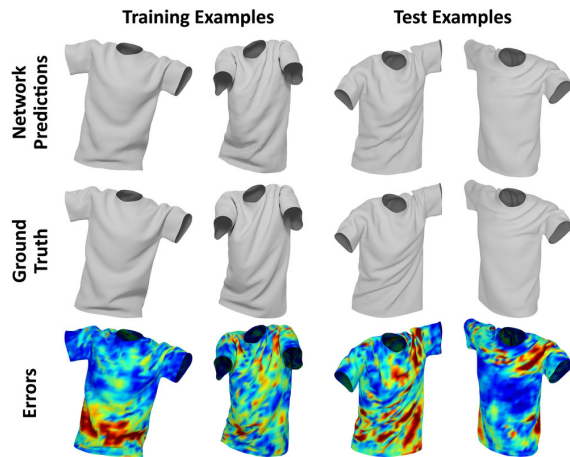 Training Examples
Test Examples
Network
Predictions
Ground
Truth
Errors